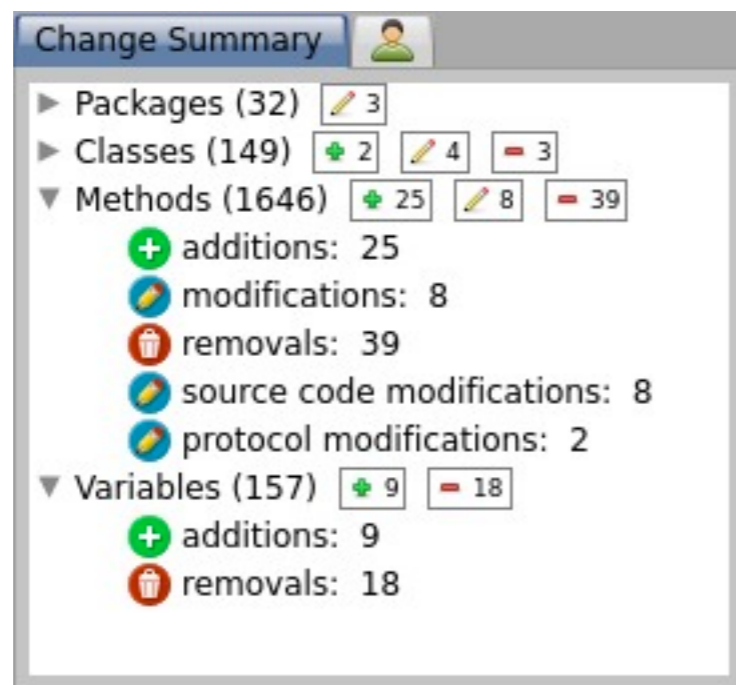 Change Summary
Packages (32) 3
Classes (149) 2 4 3
Methods (1646) 25 8 39
additions: 25
modifications: 8
removals: 39
source code modifications: 8
protocol modifications: 2
Variables (157) 9 18
additions: 9
removals: 18